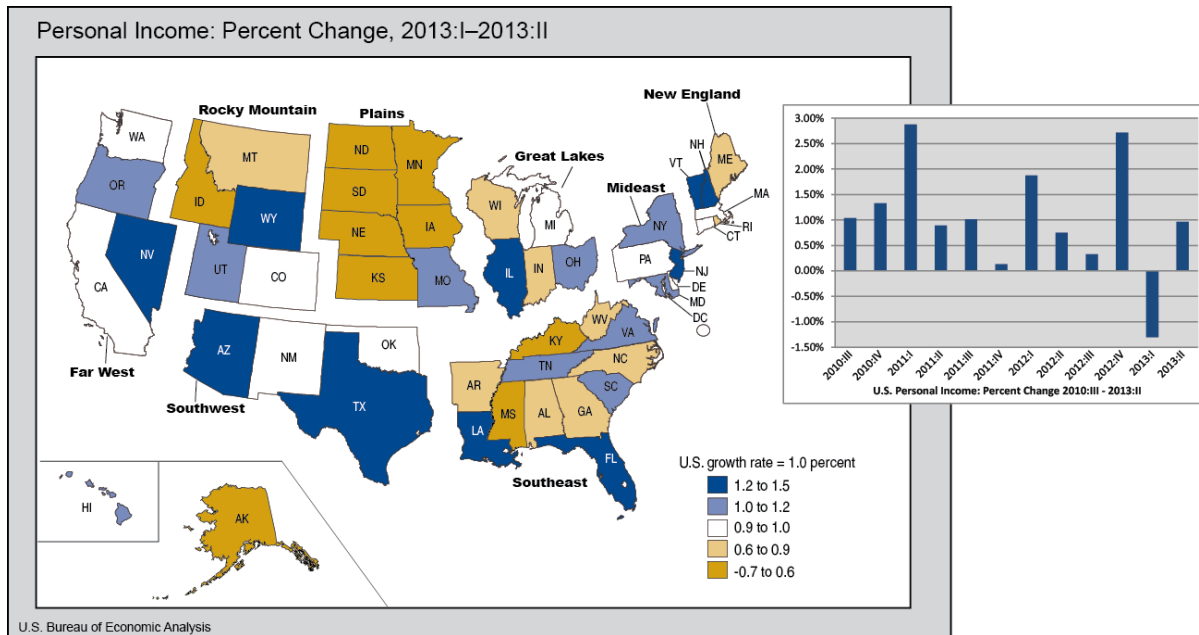 Personal Income: Percent Change, 2013:I–2013:II
Rocky Mountain
Plains
New England
Great Lakes
Mideast
Far West
Southwest
Southeast
WA
OR
CA
NV
ID
MT
WY
UT
CO
AZ
NM
TX
OK
ND
SD
NE
KS
MN
IA
MO
WI
IL
IN
MI
OH
KY
TN
WV
VA
NC
SC
AR
LA
MS
AL
GA
FL
NY
PA
VT
NH
ME
MA
RI
CT
NJ
DE
MD
DC
HI
AK
U.S. growth rate = 1.0 percent
1.2 to 1.5
1.0 to 1.2
0.9 to 1.0
0.6 to 0.9
-0.7 to 0.6
U.S. Bureau of Economic Analysis
3.00%
2.50%
2.00%
1.50%
1.00%
0.50%
0.00%
-0.50%
-1.00%
-1.50%
2010:III
2010:IV
2011:I
2011:II
2011:III
2011:IV
2012:I
2012:II
2012:III
2012:IV
2013:I
2013:II
U.S. Personal Income: Percent Change 2010:III - 2013:II